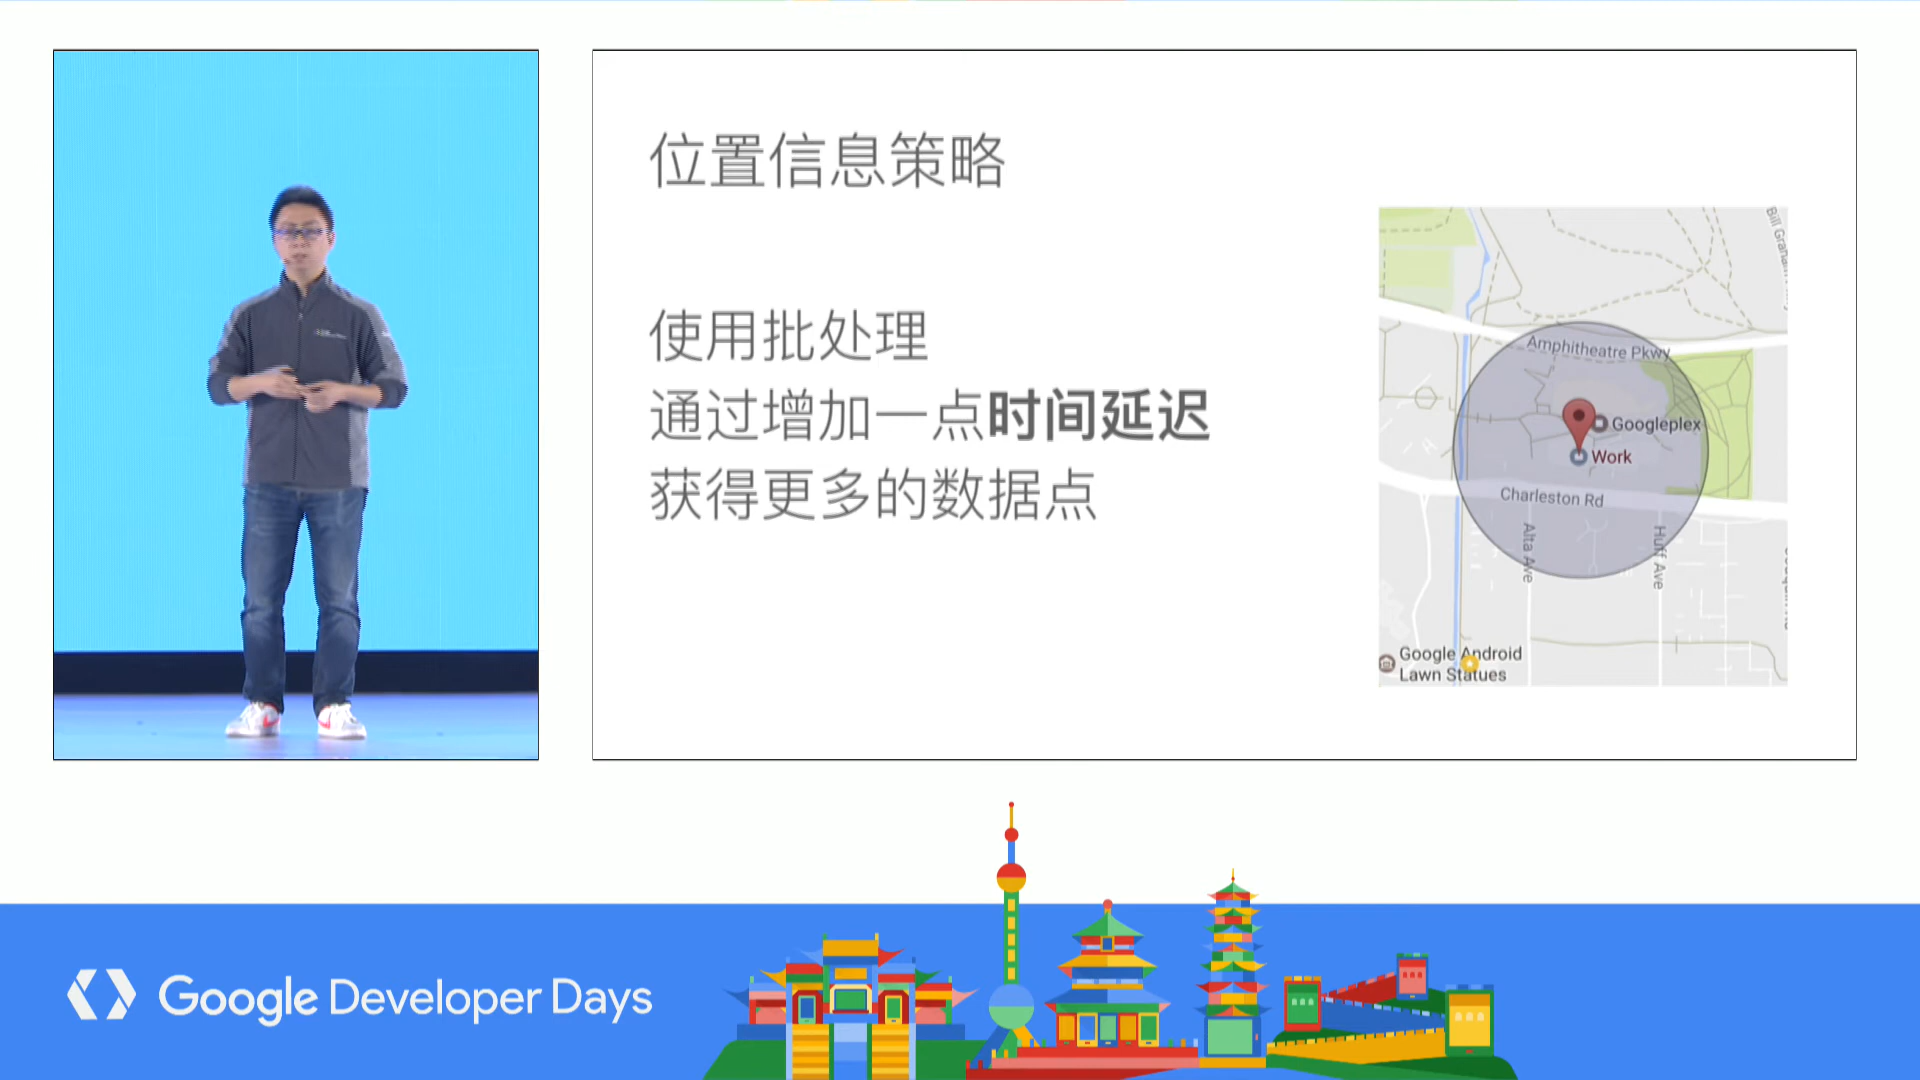 位置信息策略
使用批处理
通过增加一点时间延迟
获得更多的数据点
Amphitheatre Pkwy
Googleplex
Work
Charleston Rd
Alta Ave
Huff Ave
Google Android
Lawn Statues
Google Developer Days